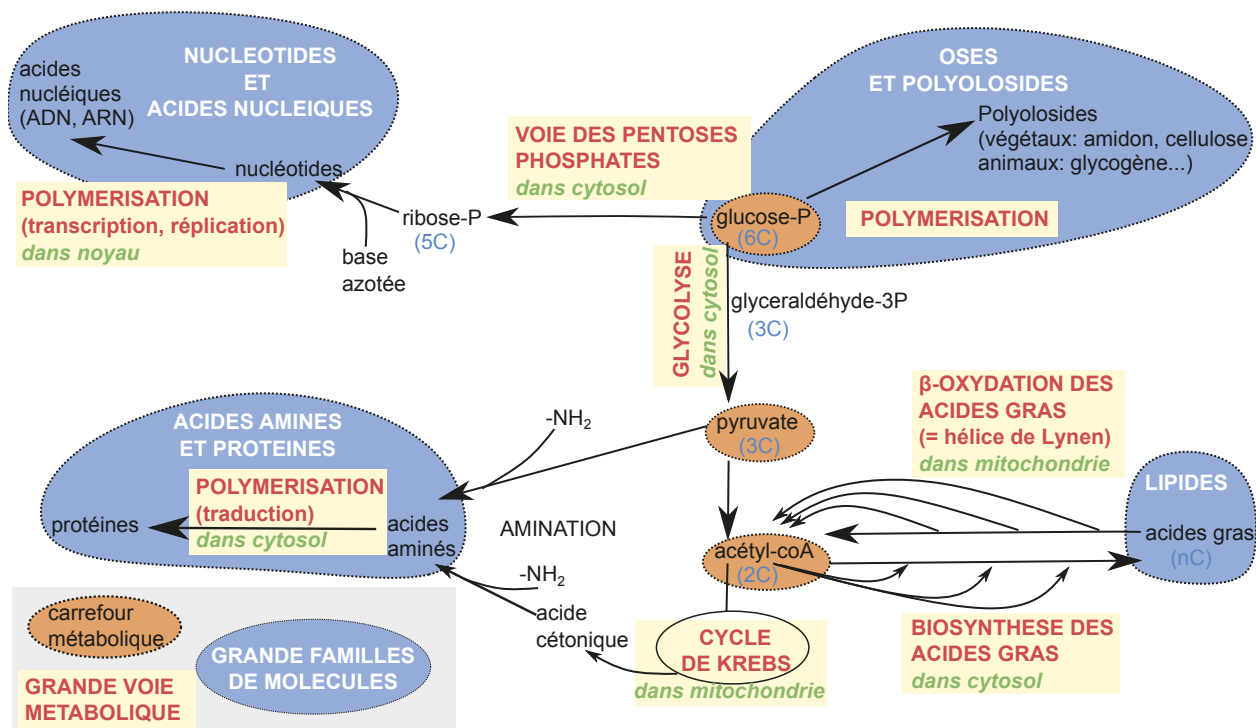 NUCLEOTIDES
ET
ACIDES NUCLEIQUES
acides
nucléiques
(ADN, ARN)
nucléotides
POLYMERISATION
(transcription, réplication)
dans noyau
ribose-P
(5C)
base
azotée
VOIE DES PENTOSES
PHOSPHATES
dans cytosol
OSES
ET POLYOLOSIDES
Polyolosides
(végétaux: amidon, cellulose
animaux: glycogène...)
glucose-P
(6C)
POLYMERISATION
GLYCOLYSE
dans cytosol
glyceraldéhyde-3P
(3C)
ACIDES AMINES
ET PROTEINES
POLYMERISATION
(traduction)
dans cytosol
protéines
acides
aminés
-NH2
AMINATION
-NH2
acide
cétonique
pyruvate
(3C)
acétyl-coA
(2C)
CYCLE
DE KREBS
dans mitochondrie
β-OXYDATION DES
ACIDES GRAS
(= hélice de Lynen)
dans mitochondrie
LIPIDES
acides gras
(nC)
BIOSYNTHESE DES
ACIDES GRAS
dans cytosol
carrefour
métabolique
GRANDE VOIE
METABOLIQUE
GRANDE FAMILLES
DE MOLECULES